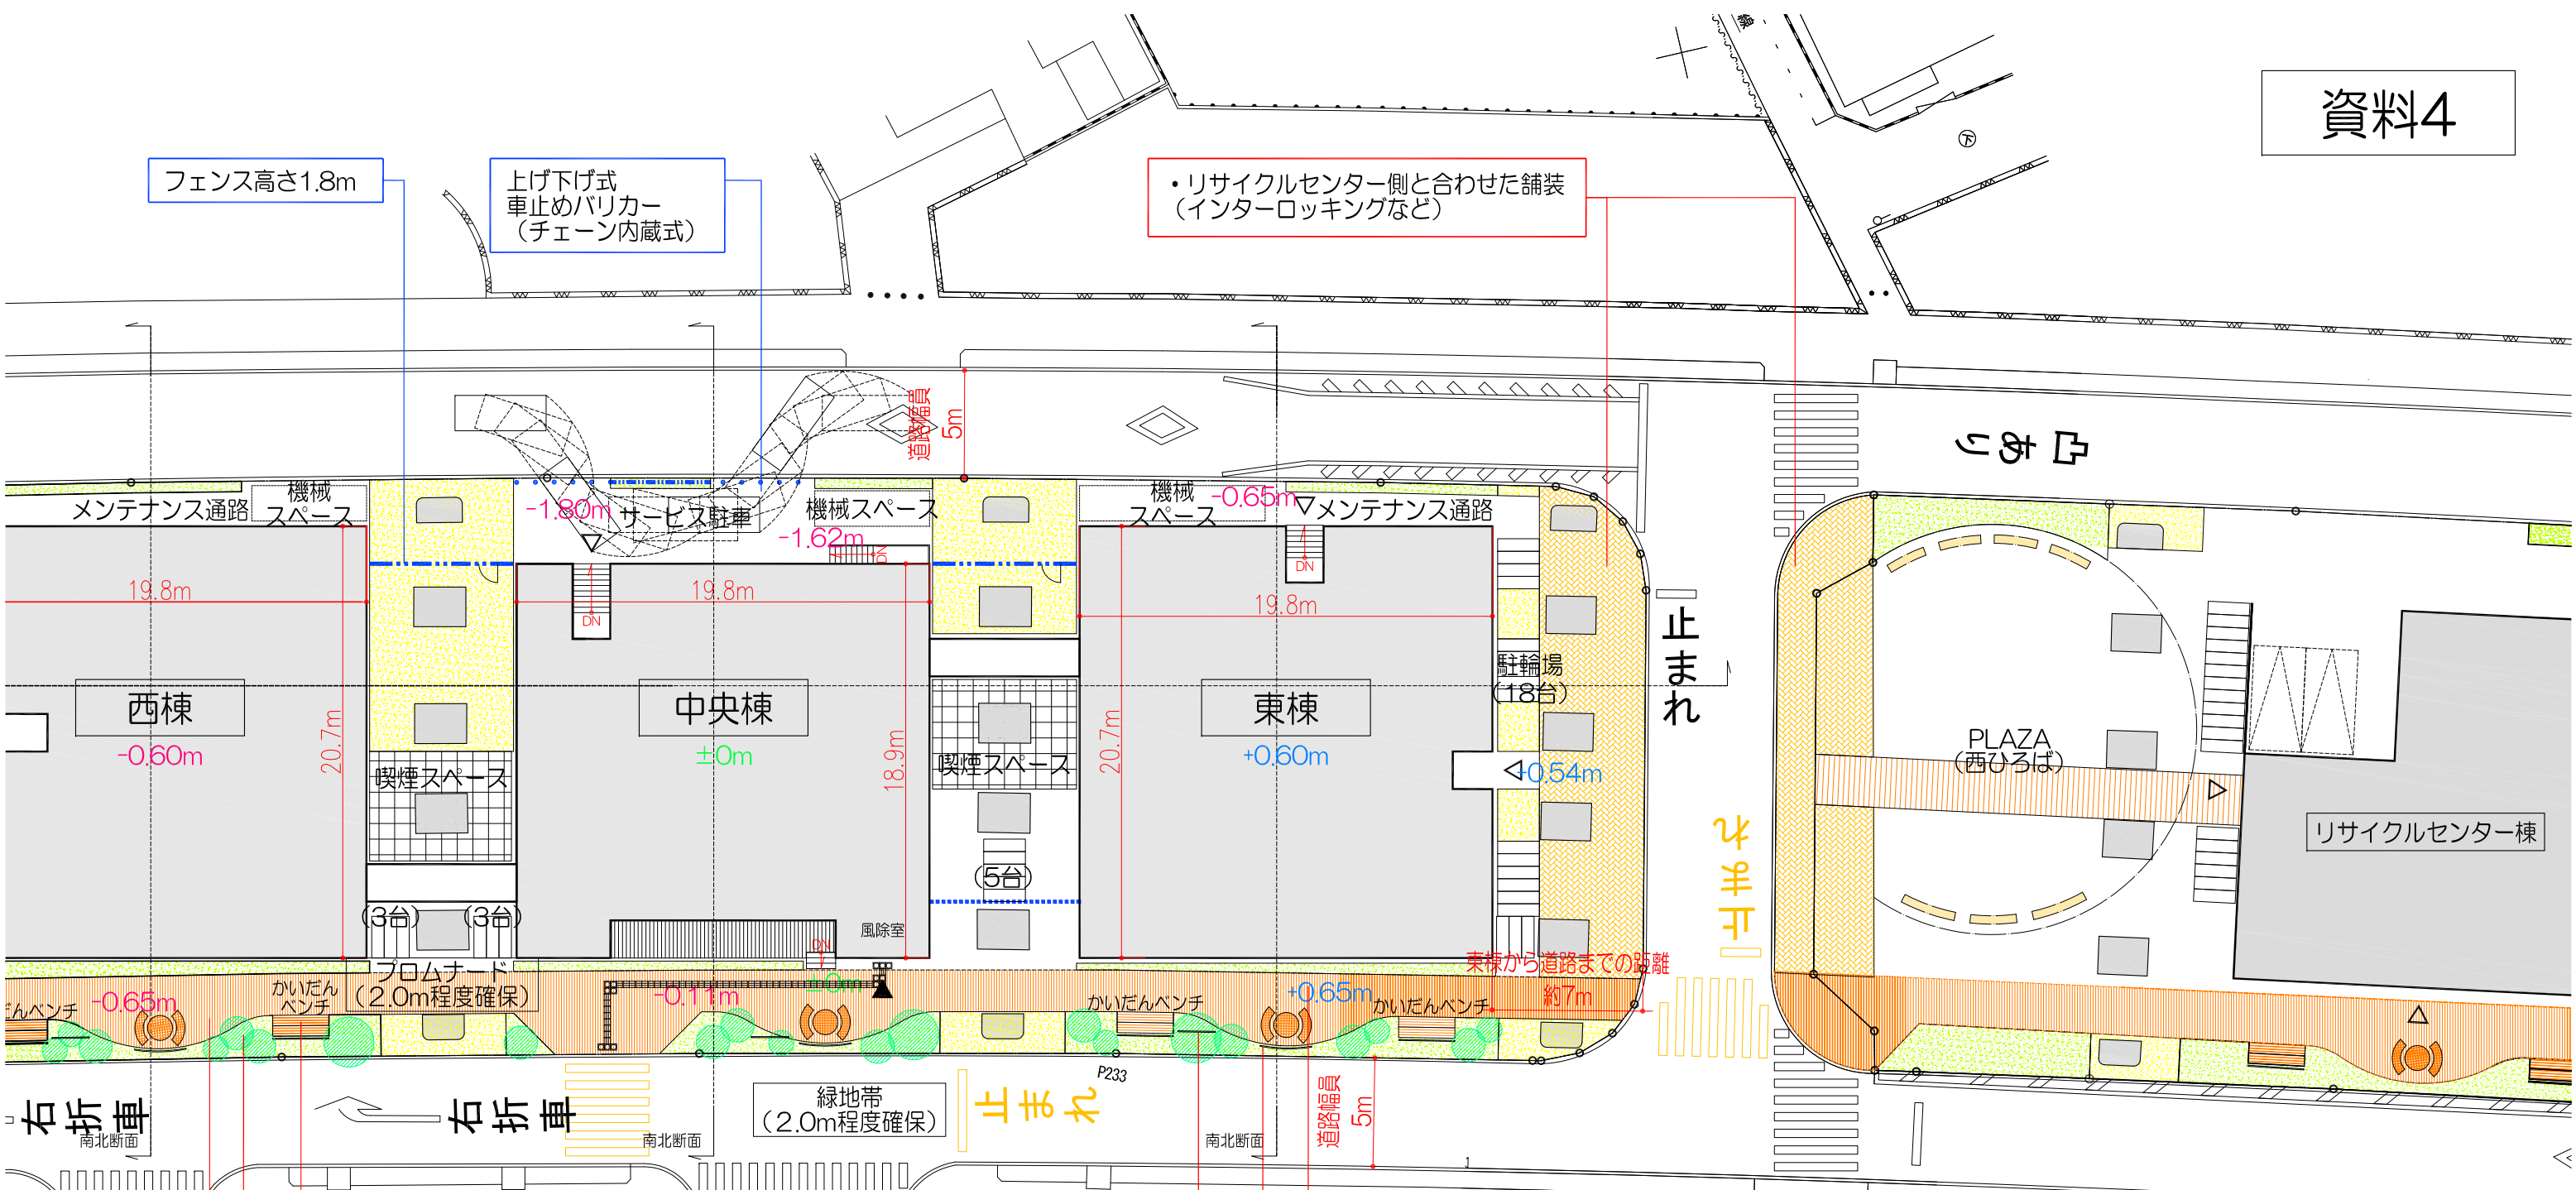 資料4
フェンス高さ1.8m
上げ下げ式
車止めバリカー
（チェーン内蔵式）
・リサイクルセンター側と合わせた舗装
（インターロッキングなど）
線
下
道路幅員
5m
凸あり
メンテナンス通路
機械
スペース
-1.80m
サービス駐車
機械スペース
-1.62m
機械
スペース
-0.65m
メンテナンス通路
DN
DN
DN
19.8m
19.8m
19.8m
止まれ
駐輪場
(18台)
西棟
-0.60m
20.7m
中央棟
±0m
18.9m
東棟
+0.60m
20.7m
+0.54m
喫煙スペース
喫煙スペース
PLAZA
(西ひろば)
リサイクルセンター棟
止まれ
(5台)
(3台)
(3台)
風除室
DN
プロムナード
（2.0m程度確保）
東棟から道路までの距離
約7m
だんベンチ
-0.65m
かいだん
ベンチ
-0.11m
±0m
かいだんベンチ
+0.65m
かいだんベンチ
P233
右折車
右折車
緑地帯
（2.0m程度確保）
止まれ
道路幅員
5m
南北断面
南北断面
南北断面